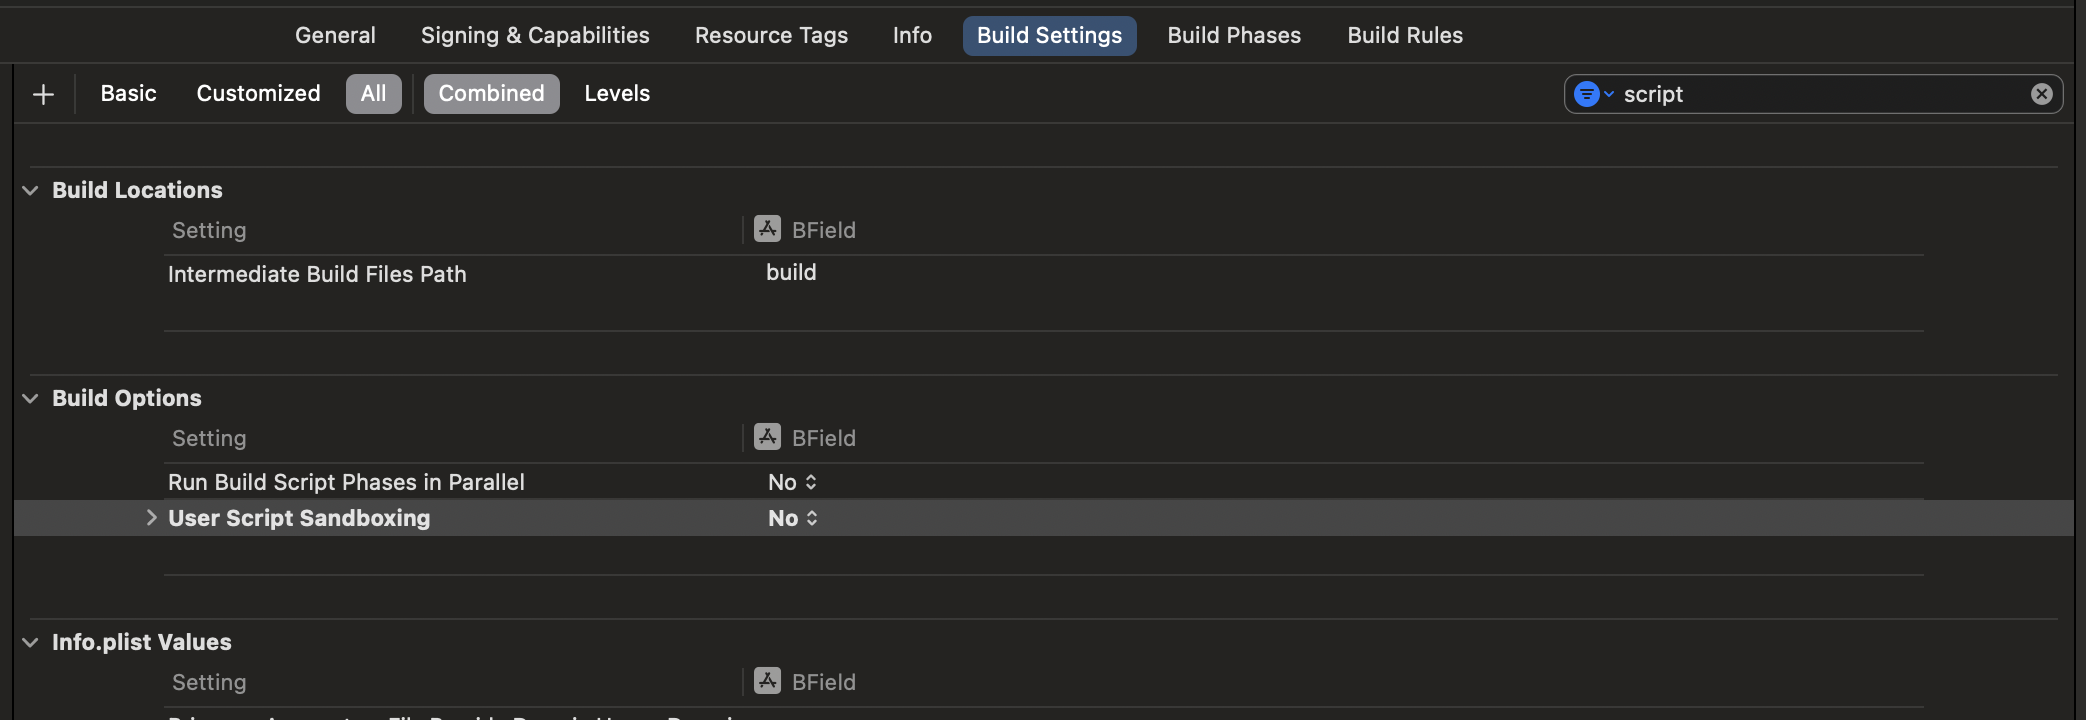 General Signing & Capabilities Resource Tags Info Build Settings Build Phases Build Rules
Basic Customized All Combined Levels script
Build Locations
Setting BField
Intermediate Build Files Path build
Build Options
Setting BField
Run Build Script Phases in Parallel No
User Script Sandboxing No
Info.plist Values
Setting BField